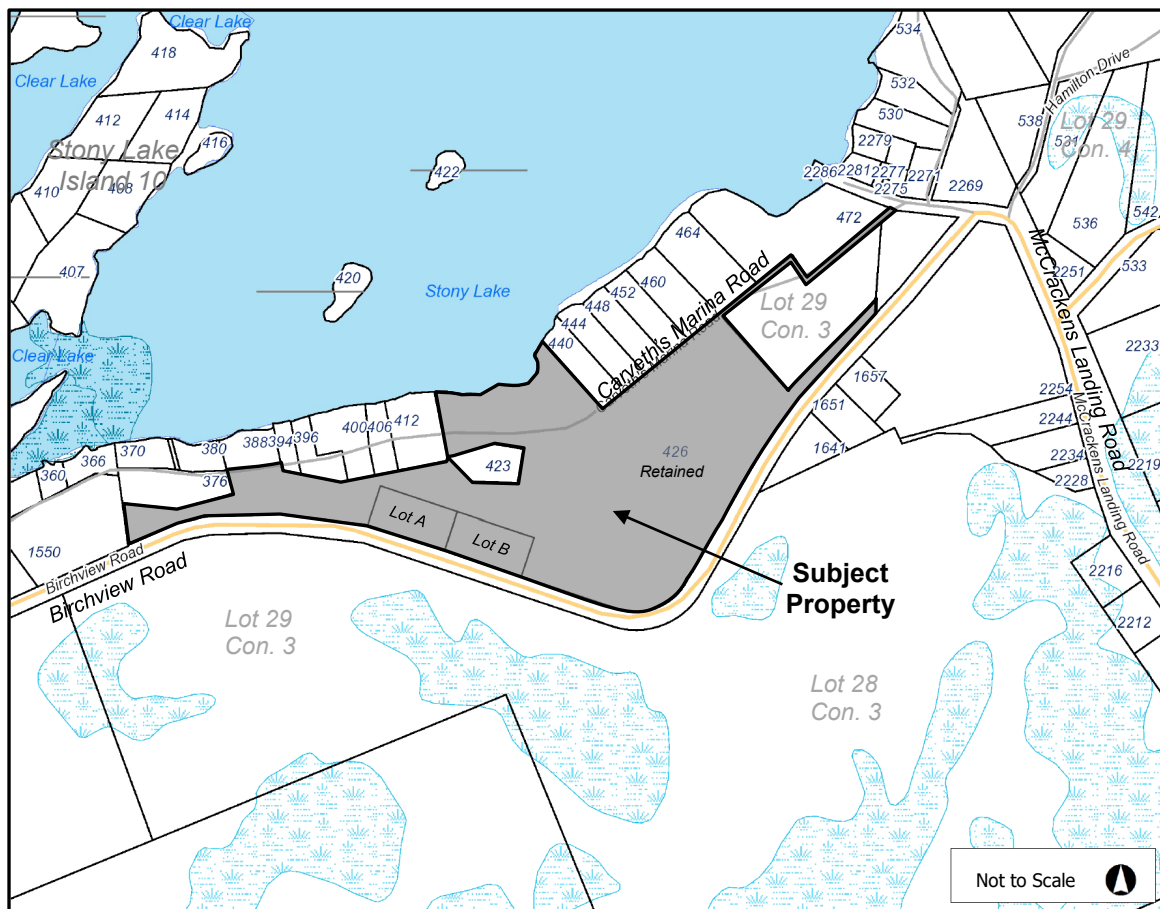 Clear Lake
418
534
Clear Lake
532
Hamilton Drive
412
414
530
538
Lot 29
Con. 4
531
416
2279
Stony Lake
Island 10
422
2286
2281
2277
2271
2275
2269
410
408
536
542
472
464
407
420
Stony Lake
460
452
448
444
440
Carveth's Marina Road
Lot 29
Con. 3
McCrackens Landing Road
2251
533
Clear Lake
2233
1657
2254
McCrackens Landing Road
1651
2244
412
406
400
396
394
388
380
370
366
360
376
423
426
Retained
1641
2234
2219
2228
Lot A
Lot B
1550
Birchview Road
Birchview Road
Subject
Property
2216
2212
Lot 29
Con. 3
Lot 28
Con. 3
Not to Scale